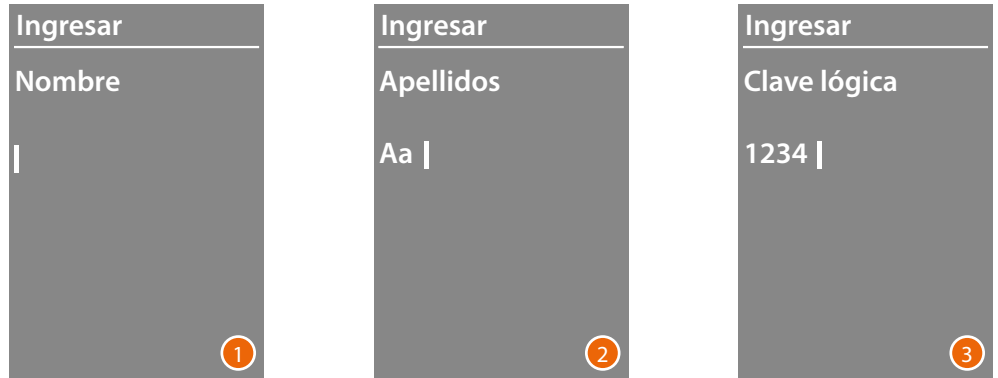 Ingresar
Nombre
1
Ingresar
Apellidos
Aa
2
Ingresar
Clave lógica
1234
3